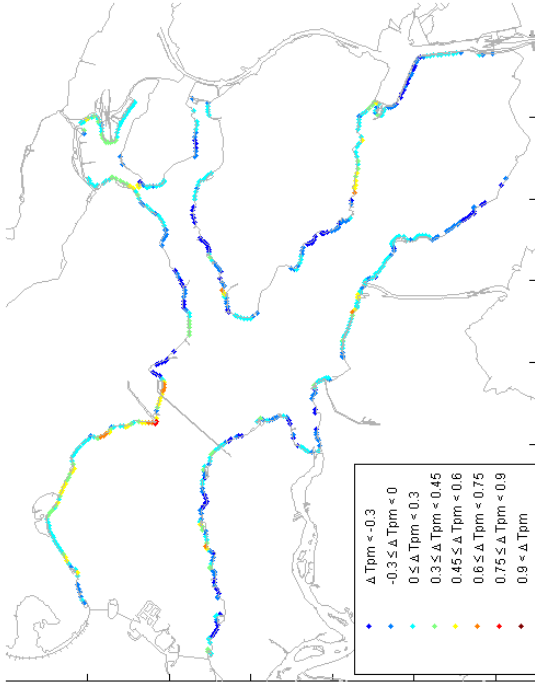 Δ Tpm < -0.3
-0.3 ≤ Δ Tpm < 0
0 ≤ Δ Tpm < 0.3
0.3 ≤ Δ Tpm < 0.45
0.45 ≤ Δ Tpm < 0.6
0.6 ≤ Δ Tpm < 0.75
0.75 ≤ Δ Tpm < 0.9
0.9 < Δ Tpm